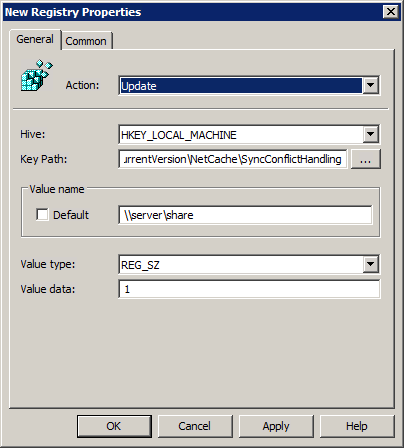 New Registry Properties
General Common
Action: Update
Hive: HKEY_LOCAL_MACHINE
Key Path: urrentVersion\NetCache\SyncConflictHandling ...
Value name
Default \\server\share
Value type: REG_SZ
Value data: 1
OK Cancel Apply Help